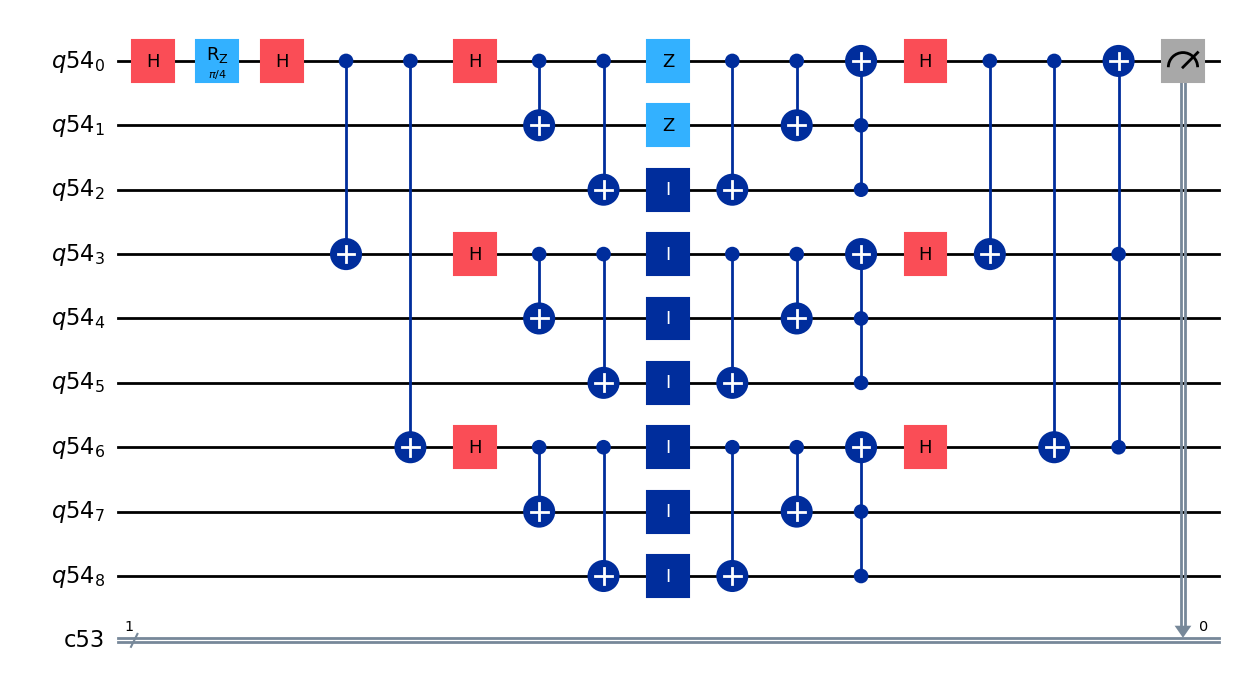 q54₀ H R_Z π/4 H H Z H
q54₁ Z
q54₂ I
q54₃ H I H
q54₄ I
q54₅ I
q54₆ H I H
q54₇ I
q54₈ I
c53 1 0